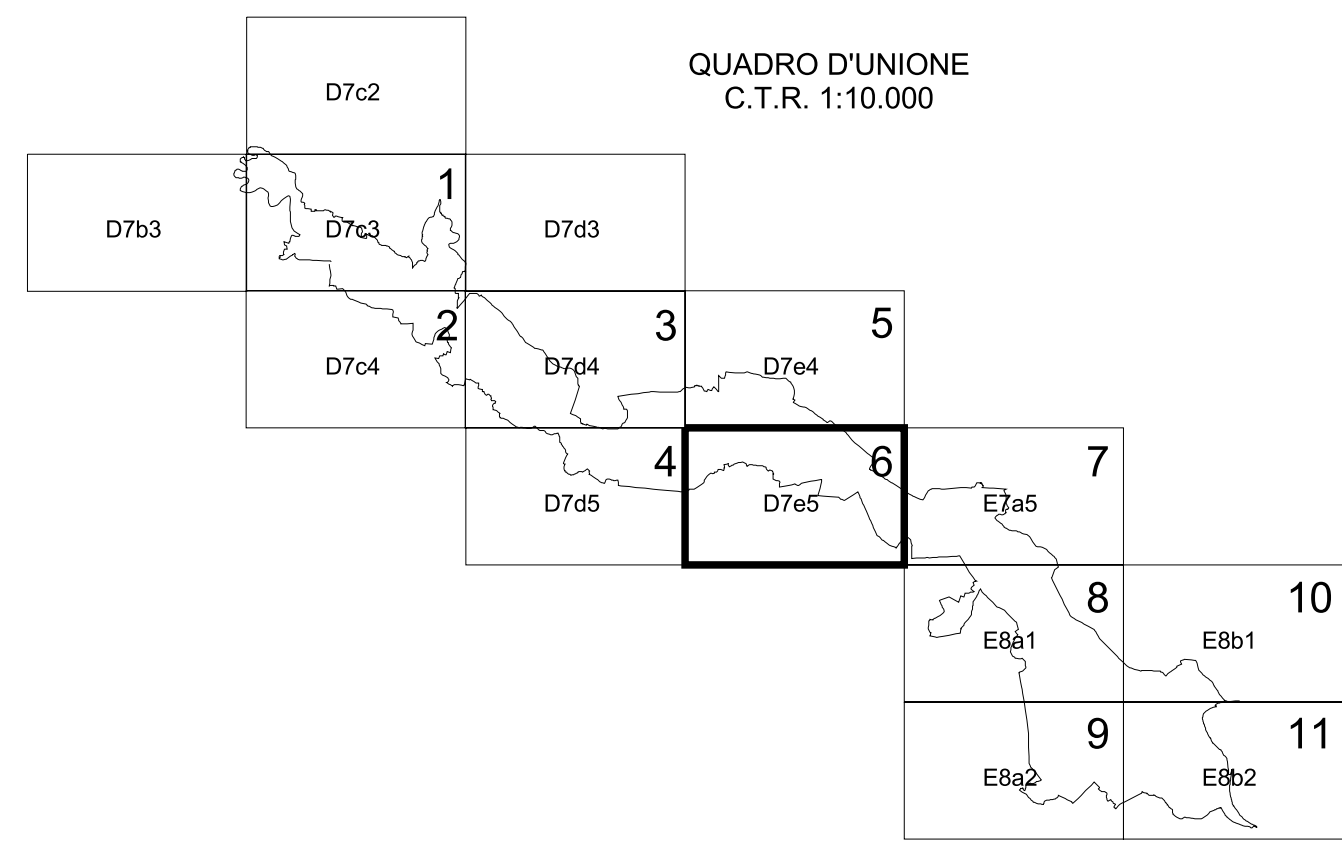 QUADRO D'UNIONE
C.T.R. 1:10.000
D7c2
1
D7b3
D7c3
D7d3
2
3
5
D7c4
D7d4
D7e4
4
6
7
D7d5
D7e5
E7a5
8
10
E8a1
E8b1
9
11
E8a2
E8b2